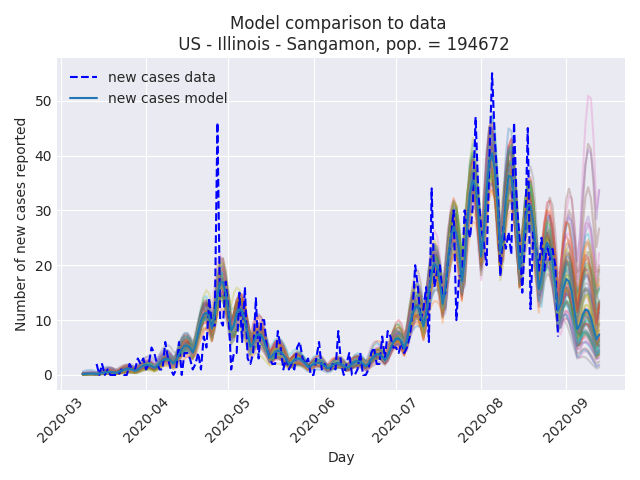 Model comparison to data
US - Illinois - Sangamon, pop. = 194672
new cases data
new cases model
Number of new cases reported
50
40
30
20
10
0
2020-03
2020-04
2020-05
2020-06
2020-07
2020-08
2020-09
Day